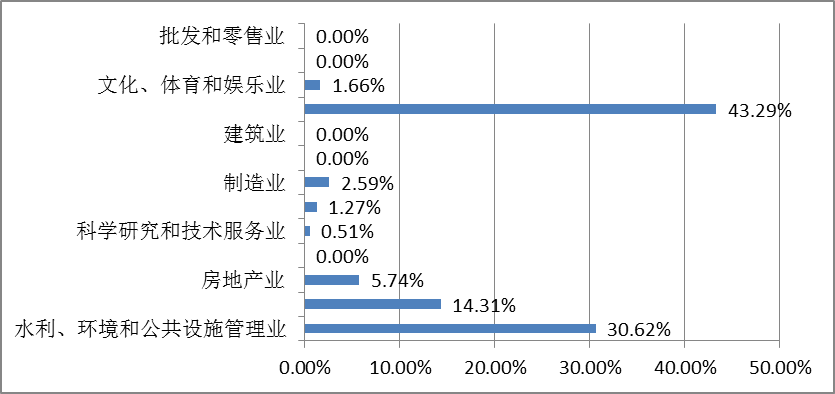 批发和零售业 0.00%
0.00%
文化、体育和娱乐业 1.66%
43.29%
建筑业 0.00%
0.00%
制造业 2.59%
1.27%
科学研究和技术服务业 0.51%
0.00%
房地产业 5.74%
14.31%
水利、环境和公共设施管理业 30.62%
0.00% 10.00% 20.00% 30.00% 40.00% 50.00%